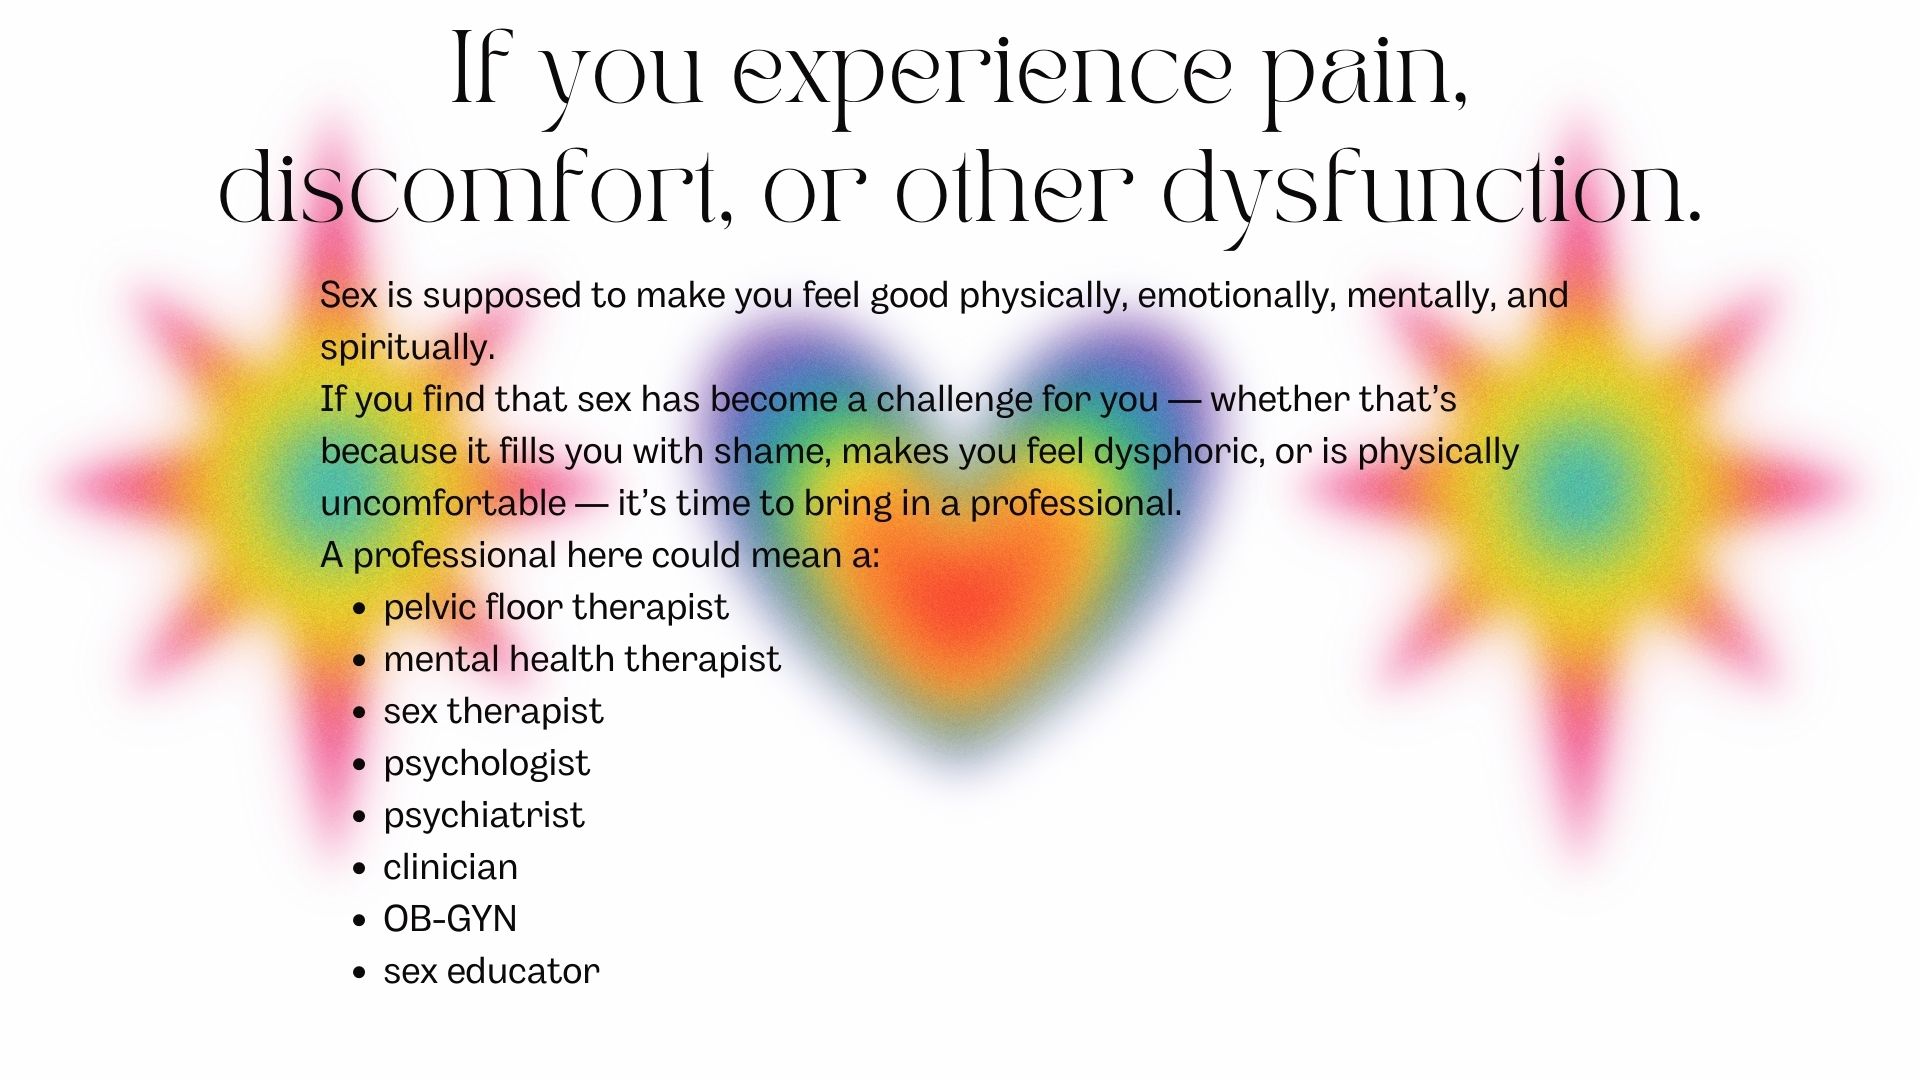 If you experience pain,
discomfort, or other dysfunction.
Sex is supposed to make you feel good physically, emotionally, mentally, and
spiritually.
If you find that sex has become a challenge for you — whether that’s
because it fills you with shame, makes you feel dysphoric, or is physically
uncomfortable — it’s time to bring in a professional.
A professional here could mean a:
• pelvic floor therapist
• mental health therapist
• sex therapist
• psychologist
• psychiatrist
• clinician
• OB-GYN
• sex educator